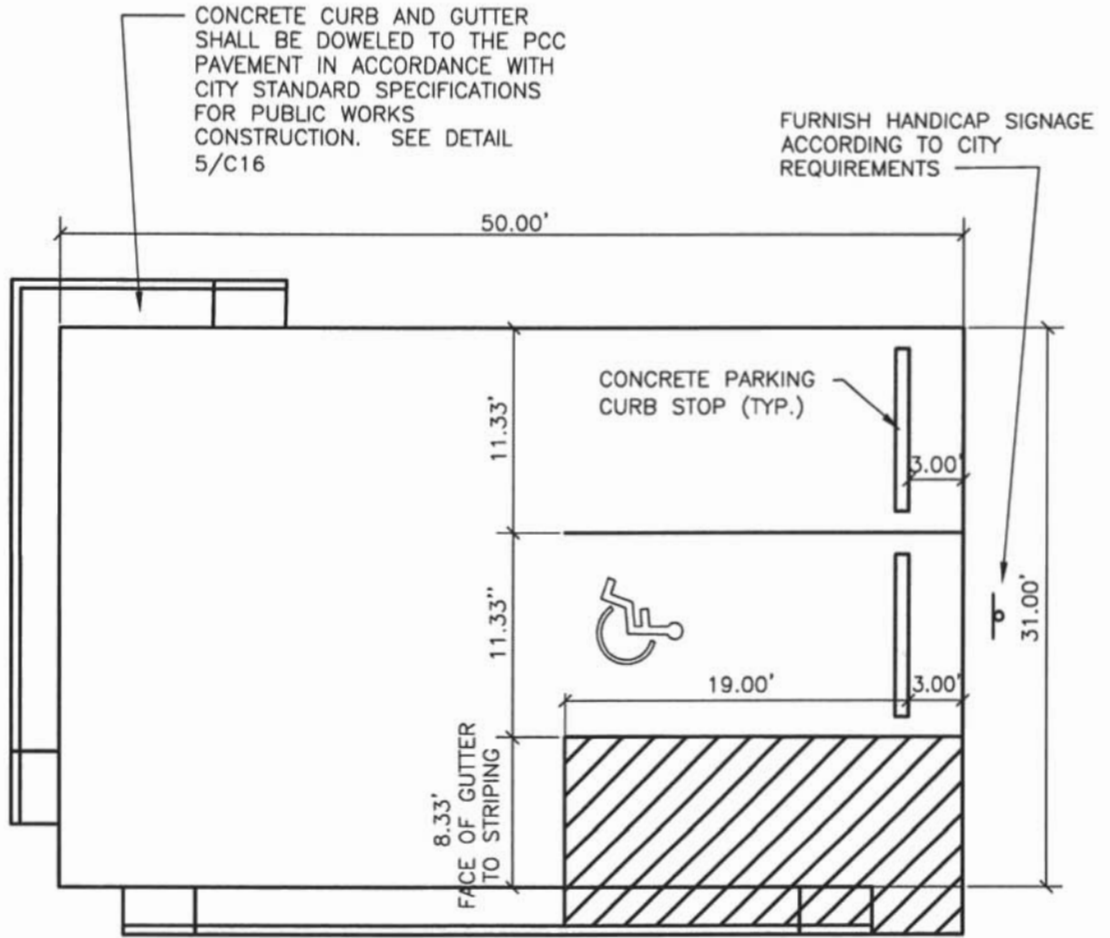 CONCRETE CURB AND GUTTER
SHALL BE DOWELED TO THE PCC
PAVEMENT IN ACCORDANCE WITH
CITY STANDARD SPECIFICATIONS
FOR PUBLIC WORKS
CONSTRUCTION. SEE DETAIL
5/C16
FURNISH HANDICAP SIGNAGE
ACCORDING TO CITY
REQUIREMENTS
50.00'
CONCRETE PARKING
CURB STOP (TYP.)
11.33'
3.00'
11.33''
31.00'
19.00'
3.00'
8.33'
FACE OF GUTTER
TO STRIPING